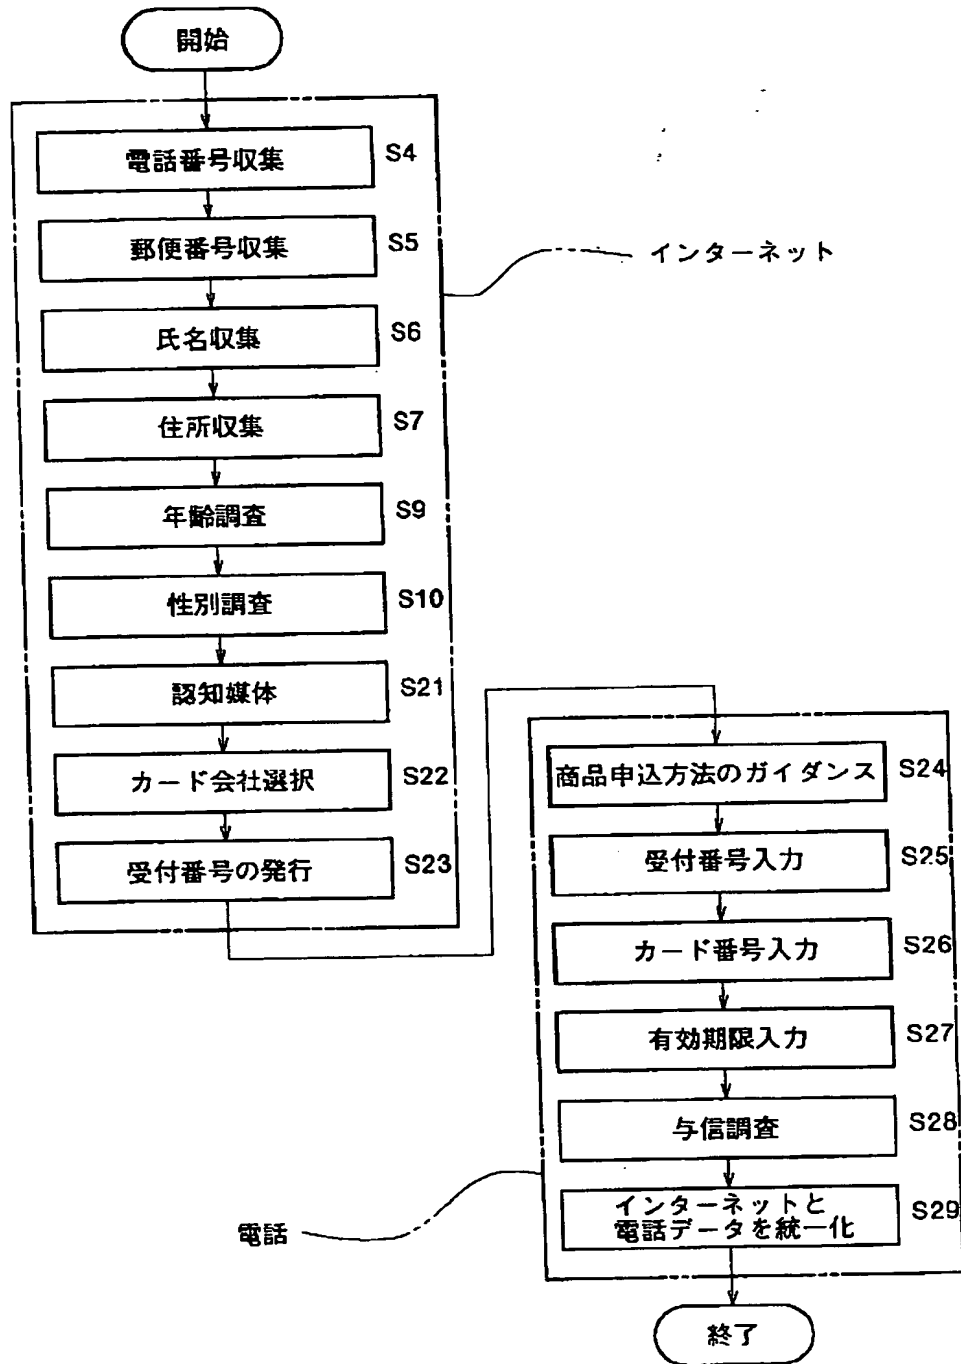 開始
電話番号収集 S4
郵便番号収集 S5
氏名収集 S6
住所収集 S7
年齢調査 S9
性別調査 S10
認知媒体 S21
カード会社選択 S22
受付番号の発行 S23
インターネット
商品申込方法のガイダンス S24
受付番号入力 S25
カード番号入力 S26
有効期限入力 S27
与信調査 S28
インターネットと
電話データを統一化 S29
電話
終了